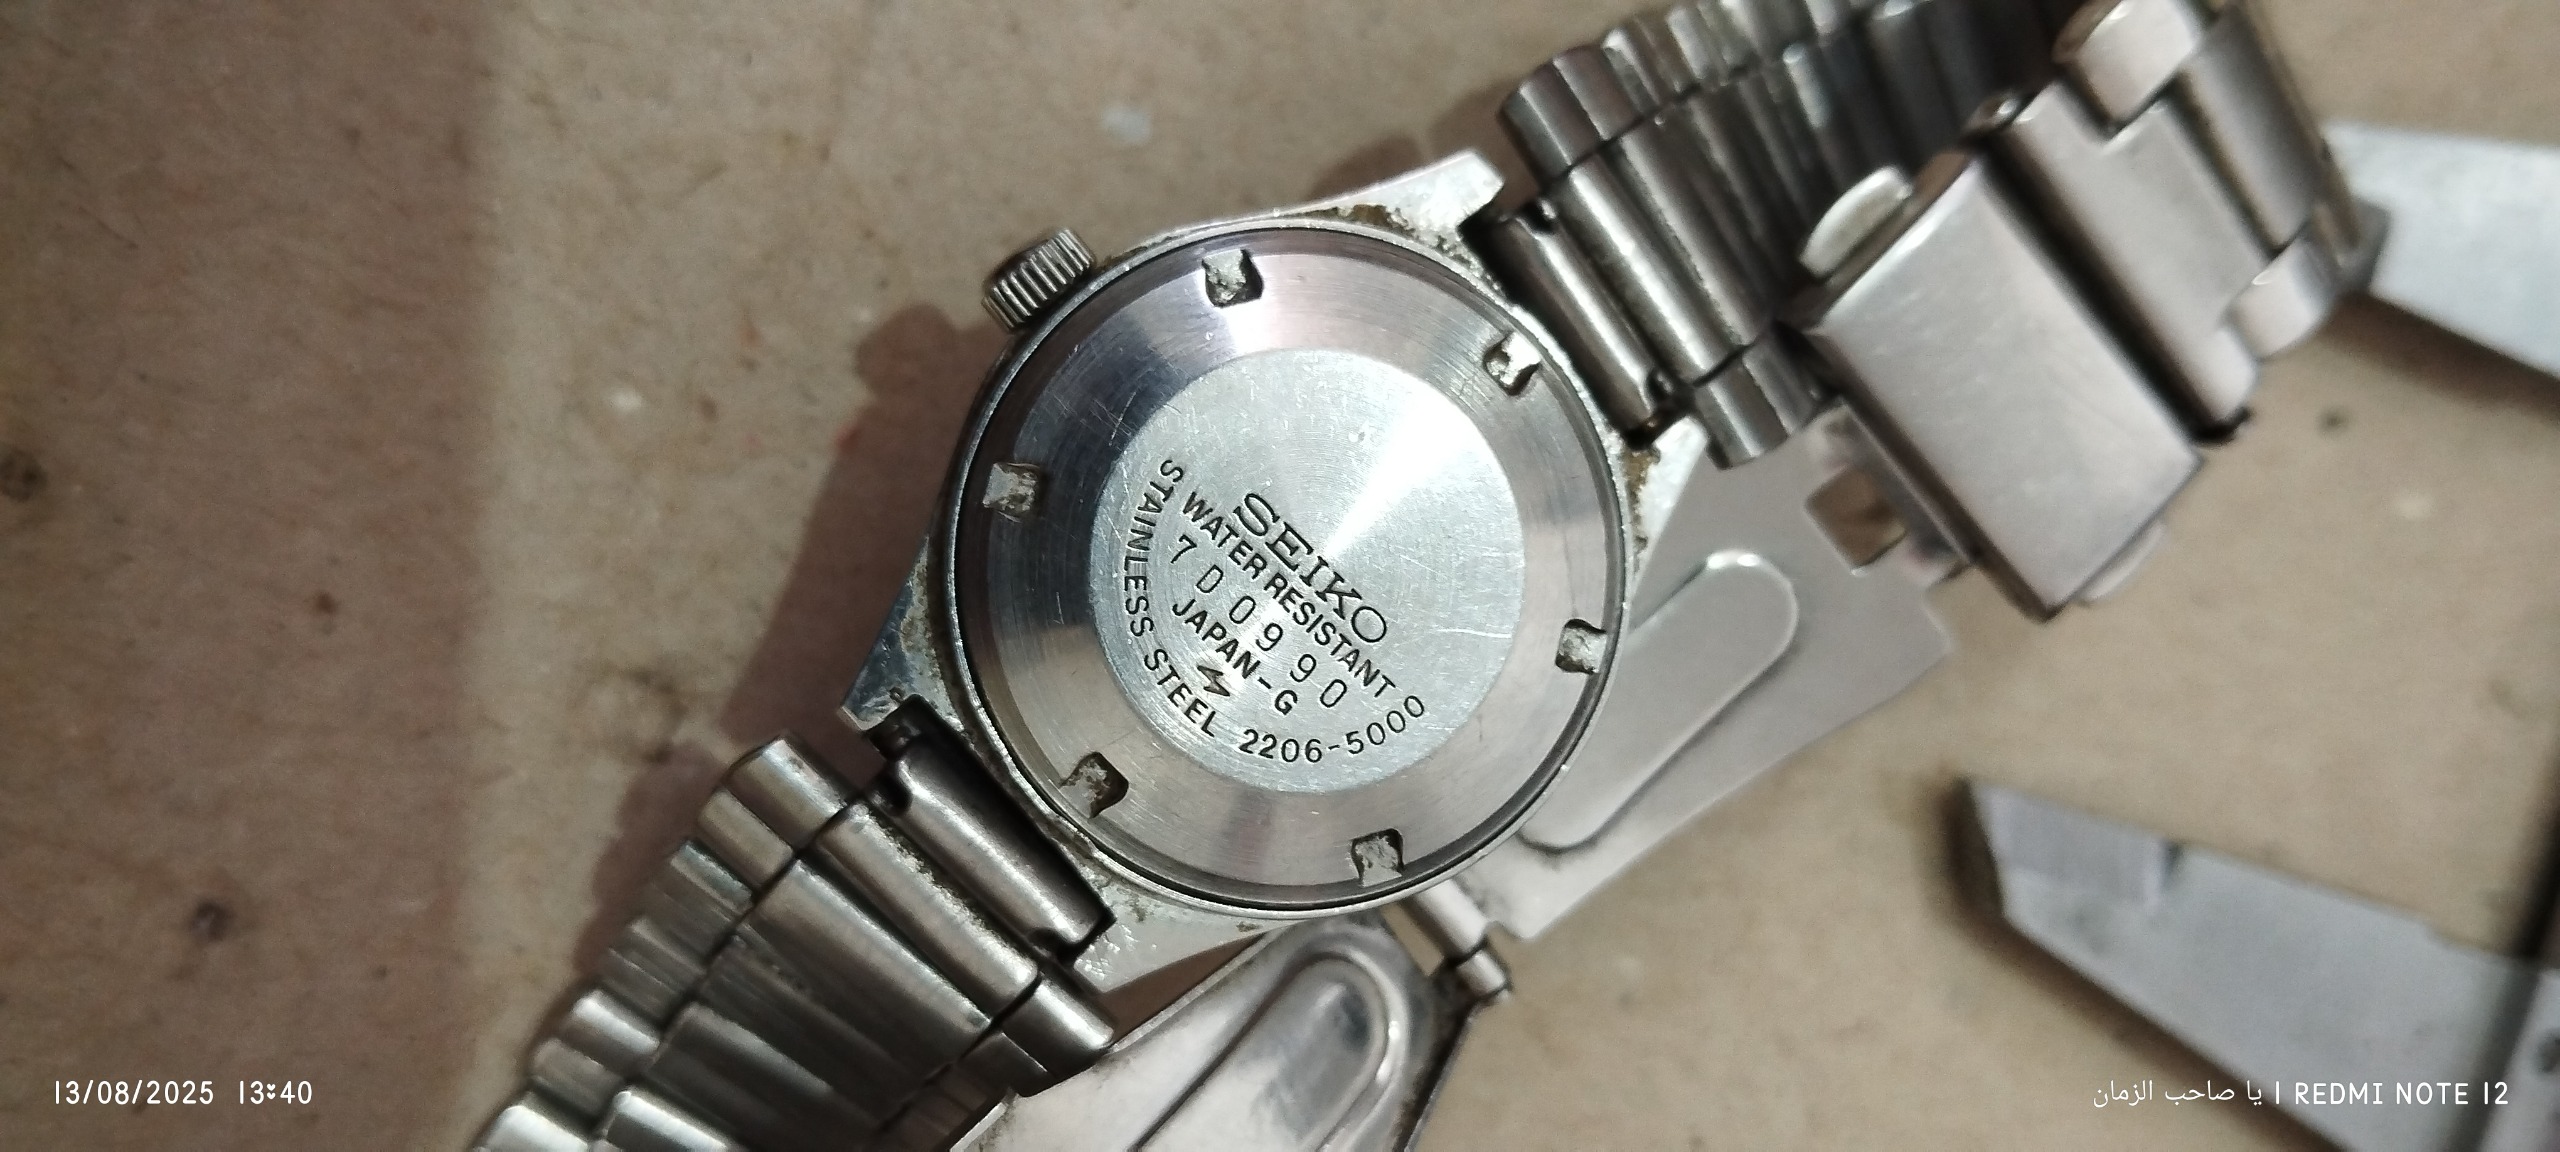 SEIKO
WATER RESISTANT
700990
JAPAN-G
STAINLESS STEEL 2206-5000
13/08/2025 13:40
يا صاحب الزمان | REDMI NOTE 12